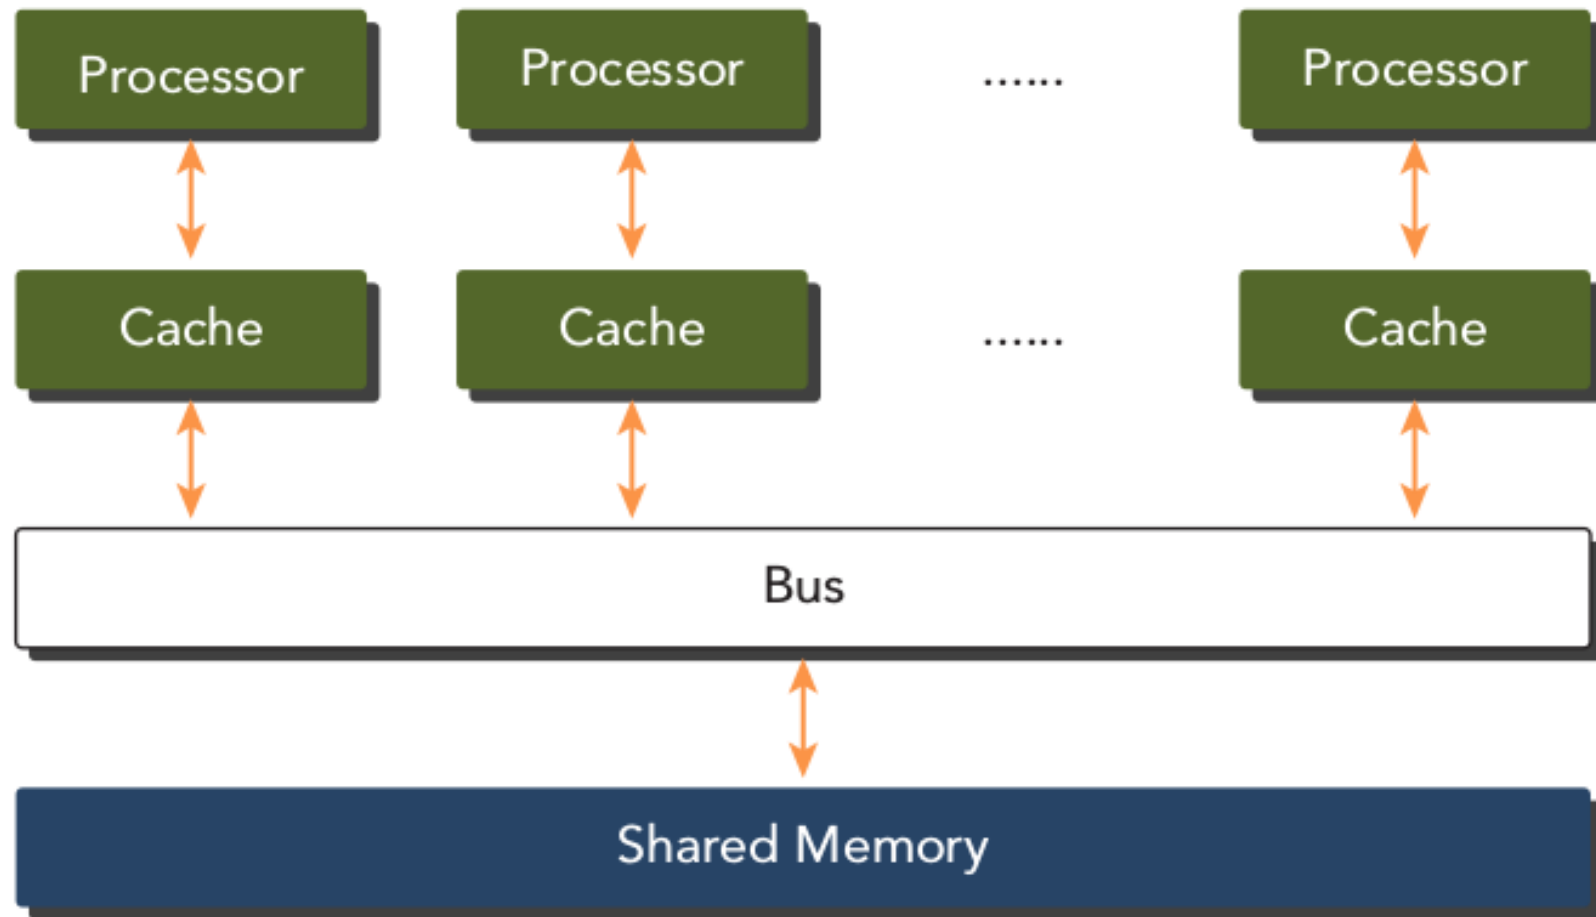 Processor Processor ...... Processor
Cache Cache ...... Cache
Bus
Shared Memory